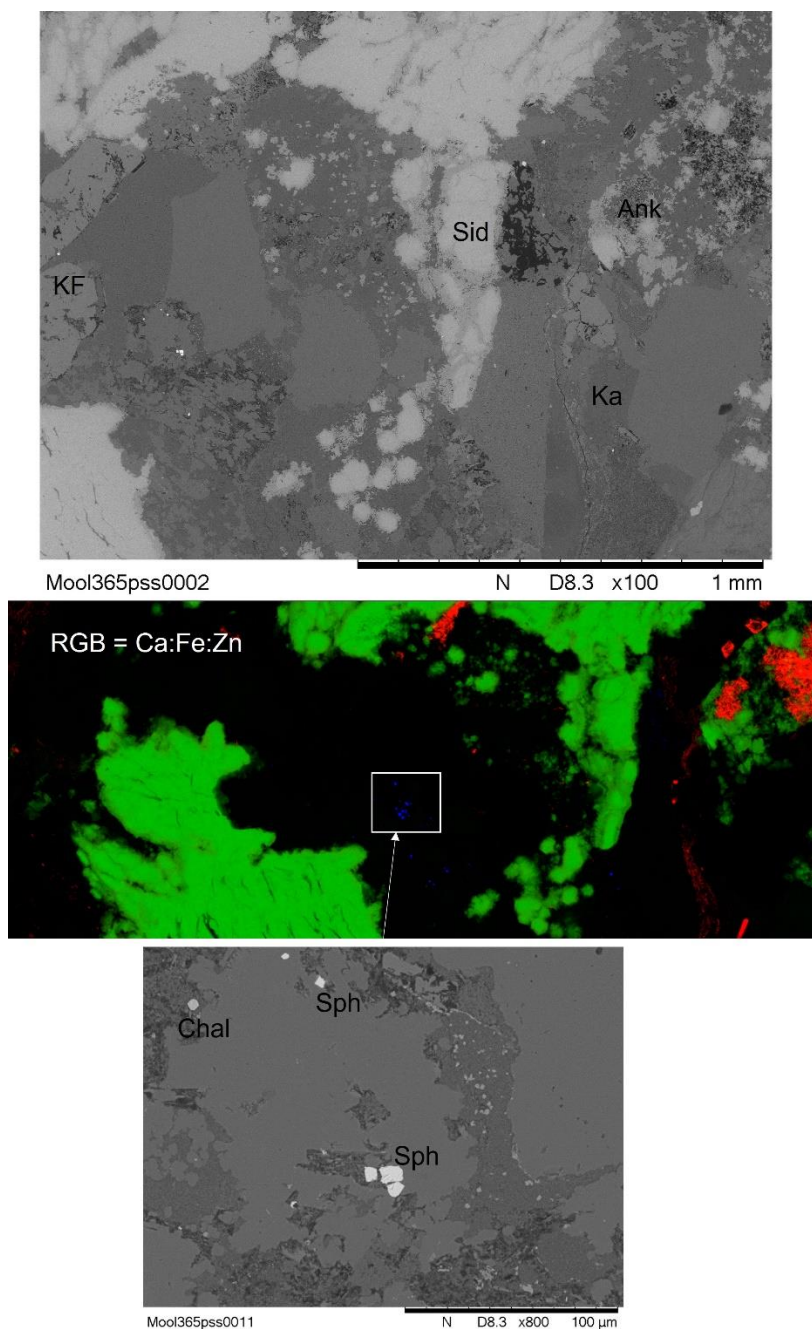 Sid
Ank
KF
Ka
Mool365pss0002 N D8.3 x100 1 mm
RGB = Ca:Fe:Zn
Sph
Chal
Sph
Mool365pss0011 N D8.3 x800 100 µm